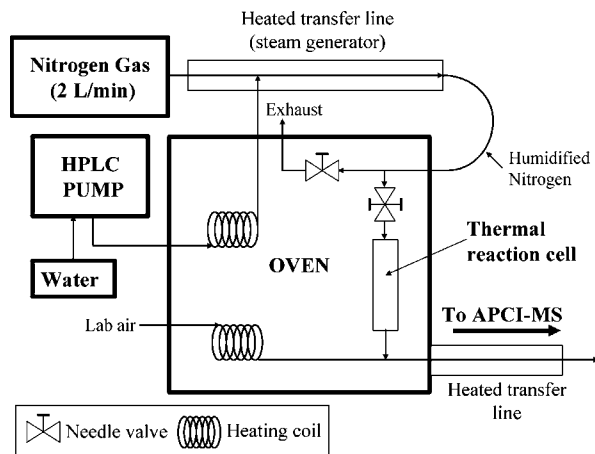 Heated transfer line
(steam generator)
Nitrogen Gas
(2 L/min)
Exhaust
HPLC
PUMP
Humidified
Nitrogen
Thermal
reaction cell
OVEN
Water
To APCI-MS
Lab air
Heated transfer
line
Needle valve
Heating coil